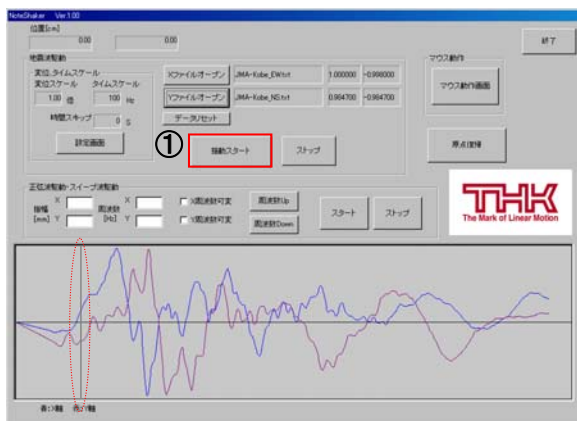 NoteShaker Ver.1.00
位置[cm]
0.00 0.00
終了
地震波駆動
変位、タイムスケール
変位スケール タイムスケール
1.00 倍 100 Hz
時間スキップ 0 S
設定画面
Xファイルオープン JMA-Kobe_EW.txt 1.000000 -0.998000
Yファイルオープン JMA-Kobe_NS.txt 0.984700 -0.984700
データリセット
① 振動スタート ストップ
マウス動作
マウス動作画面
原点復帰
正弦波駆動・スイープ波駆動
振幅 [mm] X Y
周波数 [Hz] X Y
X周波数可変
Y周波数可変
周波数Up
周波数Down
スタート ストップ
THK
The Mark of Linear Motion
青:X軸 赤:Y軸